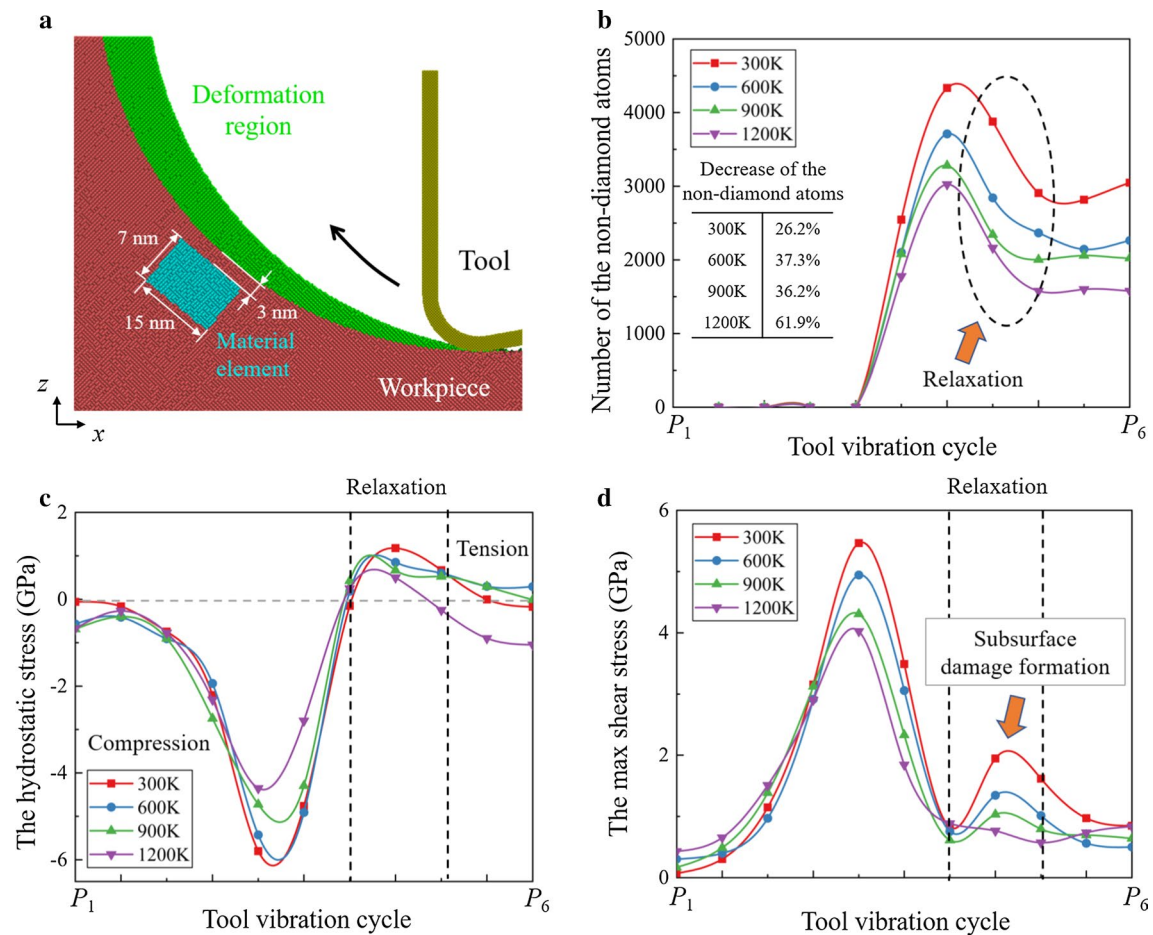 a
Deformation
region
7 nm
15 nm
3 nm
Material
element
Tool
Workpiece
z
x
b
Number of the non-diamond atoms
5000
4000
3000
2000
1000
0
300K
600K
900K
1200K
Decrease of the
non-diamond atoms
300K 26.2%
600K 37.3%
900K 36.2%
1200K 61.9%
Relaxation
P1 P6
Tool vibration cycle
c
Relaxation
The hydrostatic stress (GPa)
2
0
-2
-4
-6
Tension
Compression
300K
600K
900K
1200K
P1 P6
Tool vibration cycle
d
Relaxation
The max shear stress (GPa)
6
4
2
0
300K
600K
900K
1200K
Subsurface
damage formation
P1 P6
Tool vibration cycle